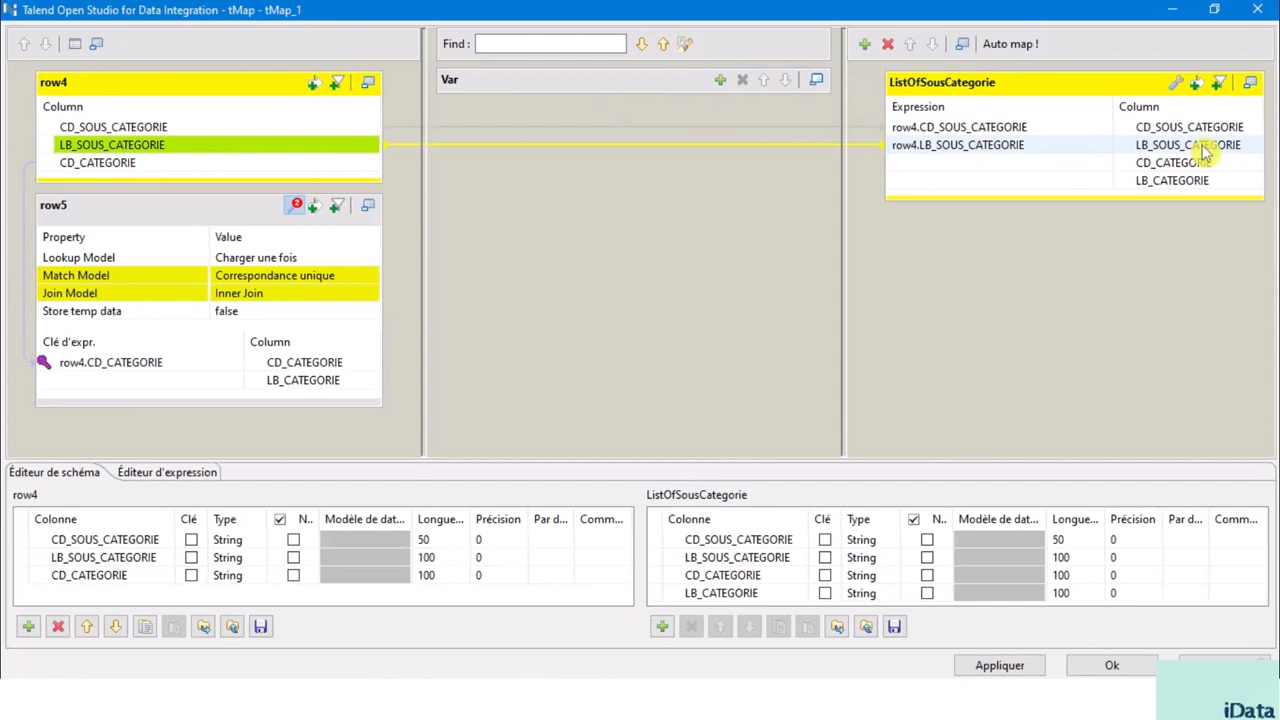 Talend Open Studio for Data Integration - tMap - tMap_1
Find :
Auto map !
row4
Column
CD_SOUS_CATEGORIE
LB_SOUS_CATEGORIE
CD_CATEGORIE
row5
Property Value
Lookup Model Charger une fois
Match Model Correspondance unique
Join Model Inner Join
Store temp data false
Clé d'expr. Column
row4.CD_CATEGORIE CD_CATEGORIE
LB_CATEGORIE
Var
ListOfSousCategorie
Expression Column
row4.CD_SOUS_CATEGORIE CD_SOUS_CATEGORIE
row4.LB_SOUS_CATEGORIE LB_SOUS_CATEGORIE
CD_CATEGORIE
LB_CATEGORIE
Éditeur de schéma Éditeur d'expression
row4
Colonne Clé Type N.. Modèle de dat... Longue... Précision Par d... Comm...
CD_SOUS_CATEGORIE String 50 0
LB_SOUS_CATEGORIE String 100 0
CD_CATEGORIE String 100 0
ListOfSousCategorie
Colonne Clé Type N.. Modèle de dat... Longue... Précision Par d... Comm...
CD_SOUS_CATEGORIE String 50 0
LB_SOUS_CATEGORIE String 100 0
CD_CATEGORIE String 100 0
LB_CATEGORIE String 100 0
Appliquer Ok
iData